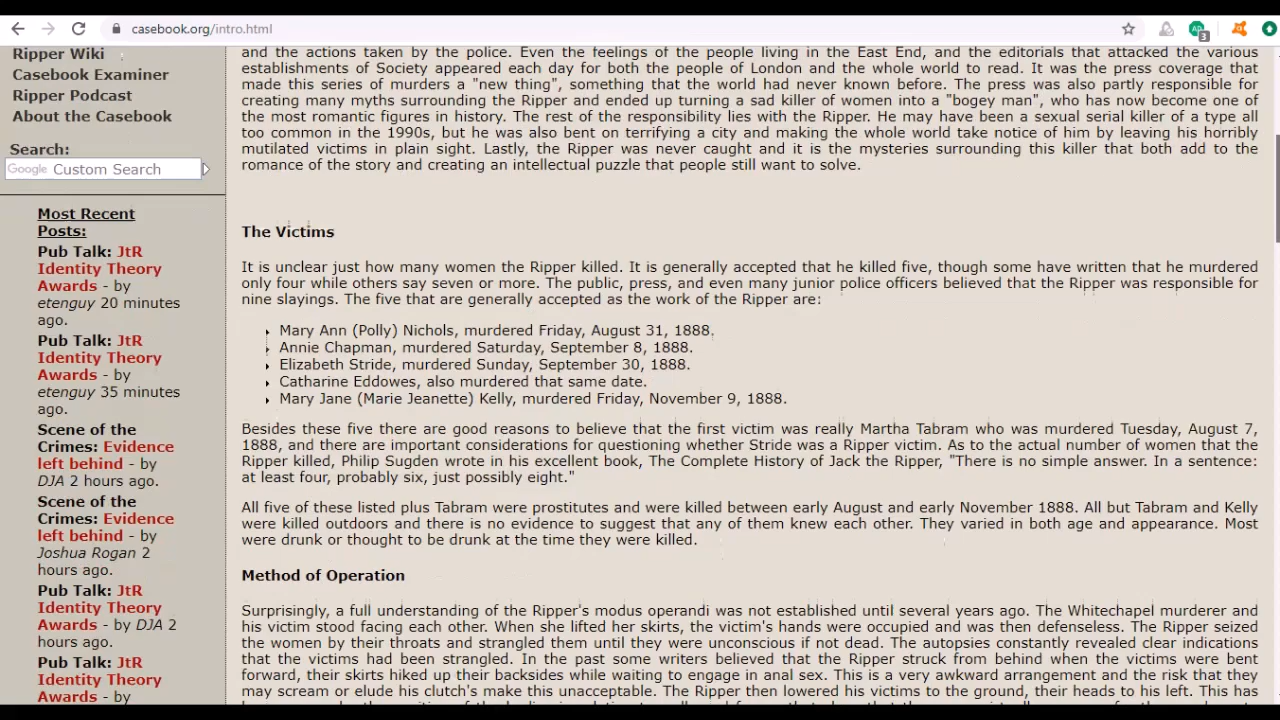 casebook.org/intro.html
3
Ripper Wiki
Casebook Examiner
Ripper Podcast
About the Casebook
Search:
Google Custom Search
Most Recent
Posts:
Pub Talk: JtR
Identity Theory
Awards - by
etenguy 20 minutes
ago.
Pub Talk: JtR
Identity Theory
Awards - by
etenguy 35 minutes
ago.
Scene of the
Crimes: Evidence
left behind - by
DJA 2 hours ago.
Scene of the
Crimes: Evidence
left behind - by
Joshua Rogan 2
hours ago.
Pub Talk: JtR
Identity Theory
Awards - by DJA 2
hours ago.
Pub Talk: JtR
Identity Theory
Awards - by
and the actions taken by the police. Even the feelings of the people living in the East End, and the editorials that attacked the various
establishments of Society appeared each day for both the people of London and the whole world to read. It was the press coverage that
made this series of murders a "new thing", something that the world had never known before. The press was also partly responsible for
creating many myths surrounding the Ripper and ended up turning a sad killer of women into a "bogey man", who has now become one of
the most romantic figures in history. The rest of the responsibility lies with the Ripper. He may have been a sexual serial killer of a type all
too common in the 1990s, but he was also bent on terrifying a city and making the whole world take notice of him by leaving his horribly
mutilated victims in plain sight. Lastly, the Ripper was never caught and it is the mysteries surrounding this killer that both add to the
romance of the story and creating an intellectual puzzle that people still want to solve.
The Victims
It is unclear just how many women the Ripper killed. It is generally accepted that he killed five, though some have written that he murdered
only four while others say seven or more. The public, press, and even many junior police officers believed that the Ripper was responsible for
nine slayings. The five that are generally accepted as the work of the Ripper are:
Mary Ann (Polly) Nichols, murdered Friday, August 31, 1888.
Annie Chapman, murdered Saturday, September 8, 1888.
Elizabeth Stride, murdered Sunday, September 30, 1888.
Catharine Eddowes, also murdered that same date.
Mary Jane (Marie Jeanette) Kelly, murdered Friday, November 9, 1888.
Besides these five there are good reasons to believe that the first victim was really Martha Tabram who was murdered Tuesday, August 7,
1888, and there are important considerations for questioning whether Stride was a Ripper victim. As to the actual number of women that the
Ripper killed, Philip Sugden wrote in his excellent book, The Complete History of Jack the Ripper, "There is no simple answer. In a sentence:
at least four, probably six, just possibly eight."
All five of these listed plus Tabram were prostitutes and were killed between early August and early November 1888. All but Tabram and Kelly
were killed outdoors and there is no evidence to suggest that any of them knew each other. They varied in both age and appearance. Most
were drunk or thought to be drunk at the time they were killed.
Method of Operation
Surprisingly, a full understanding of the Ripper's modus operandi was not established until several years ago. The Whitechapel murderer and
his victim stood facing each other. When she lifted her skirts, the victim's hands were occupied and was then defenseless. The Ripper seized
the women by their throats and strangled them until they were unconscious if not dead. The autopsies constantly revealed clear indications
that the victims had been strangled. In the past some writers believed that the Ripper struck from behind when the victims were bent
forward, their skirts hiked up their backsides while waiting to engage in anal sex. This is a very awkward arrangement and the risk that they
may scream or elude his clutch's make this unacceptable. The Ripper then lowered his victims to the ground, their heads to his left. This has